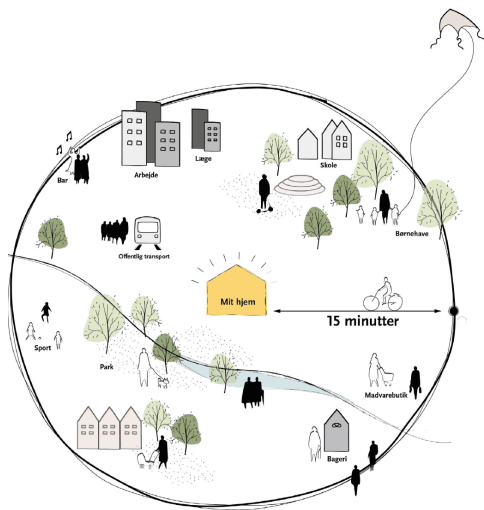 Bar
Arbejde
Læge
Skole
Børnehave
Offentlig transport
Mit hjem
15 minutter
Sport
Park
Madvarebutik
Bageri